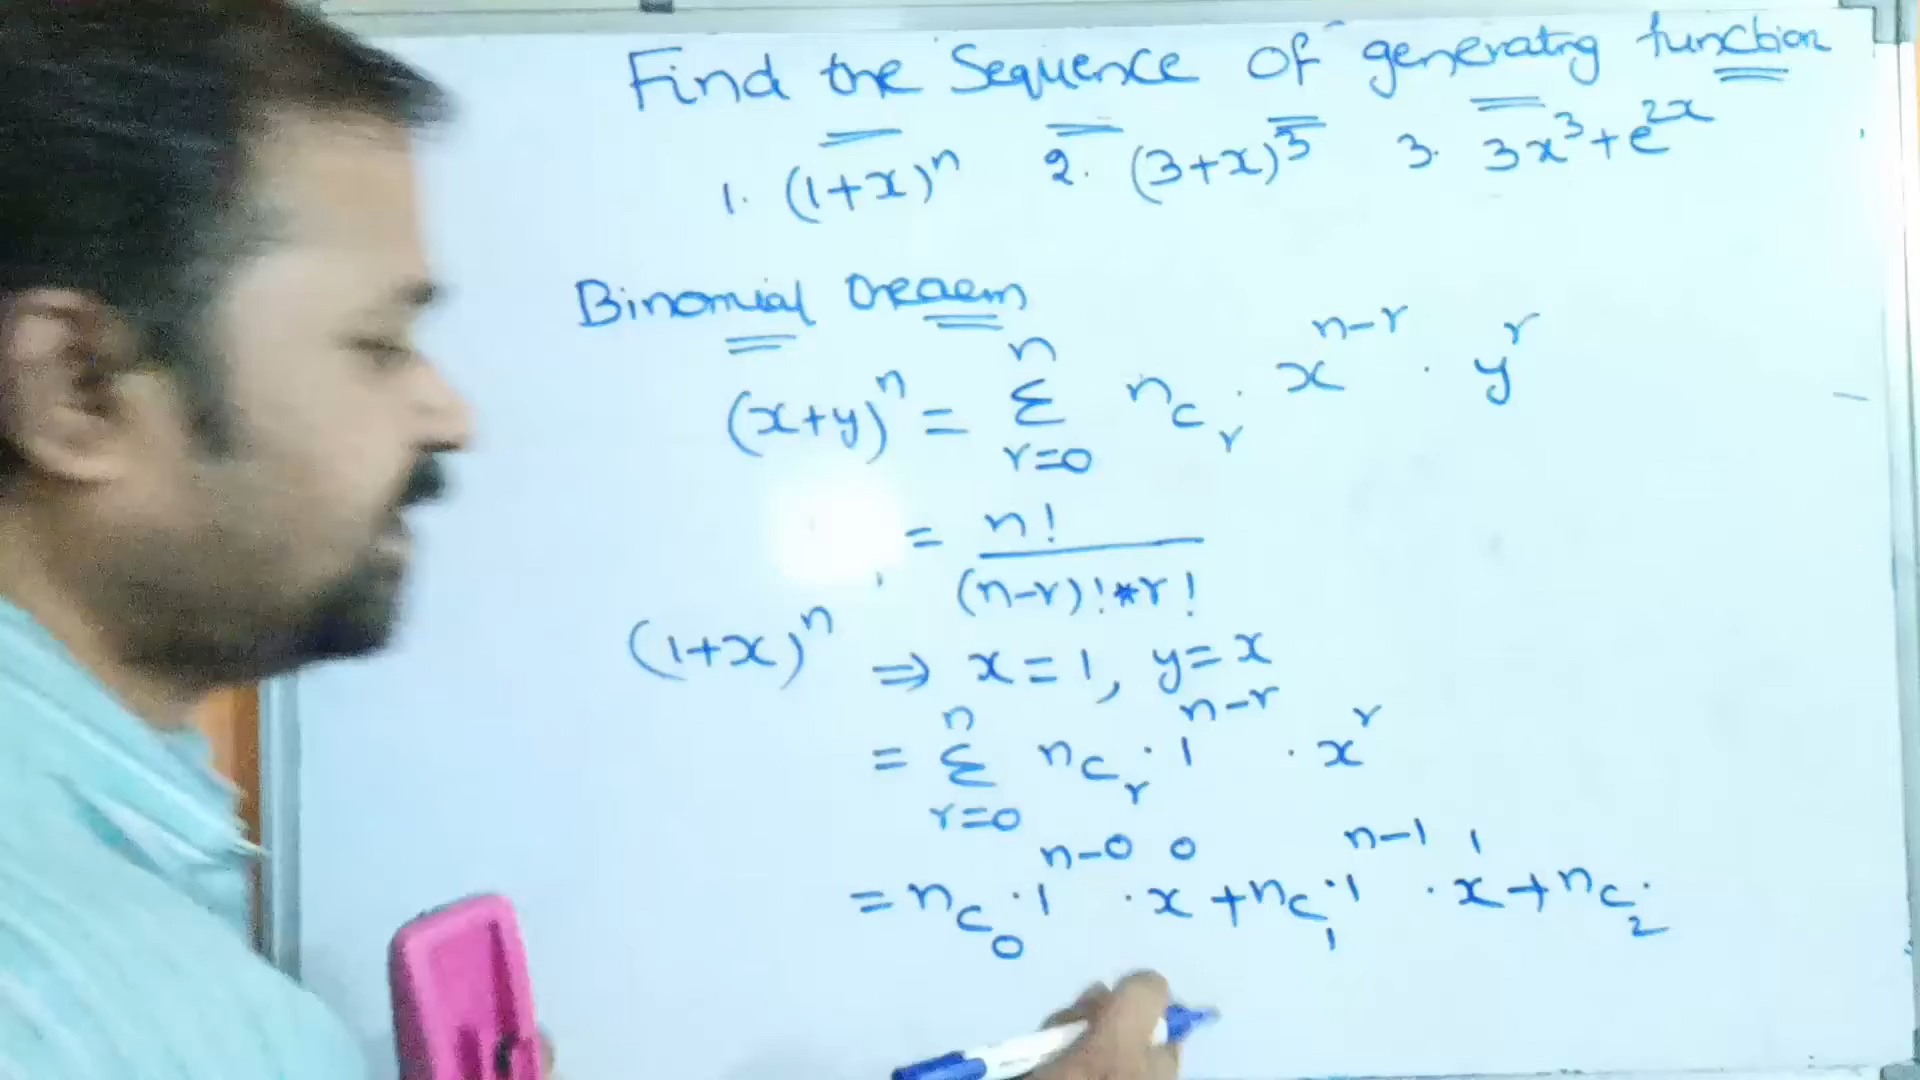 Find the Sequence Of generating function
1. (1+x)^n 2. (3+x)^3 3. 3x^3+e^2x
Binomial theorem
(x+y)^n = Σ_{r=0}^{n} nC_r · x^{n-r} · y^r
= n! / (n-r)!*r!
(1+x)^n ⇒ x=1, y=x
= Σ_{r=0}^{n} nC_r · 1^{n-r} · x^r
= nC_0 · 1^{n-0} · x^0 + nC_1 · 1^{n-1} · x^1 + nC_2 ·